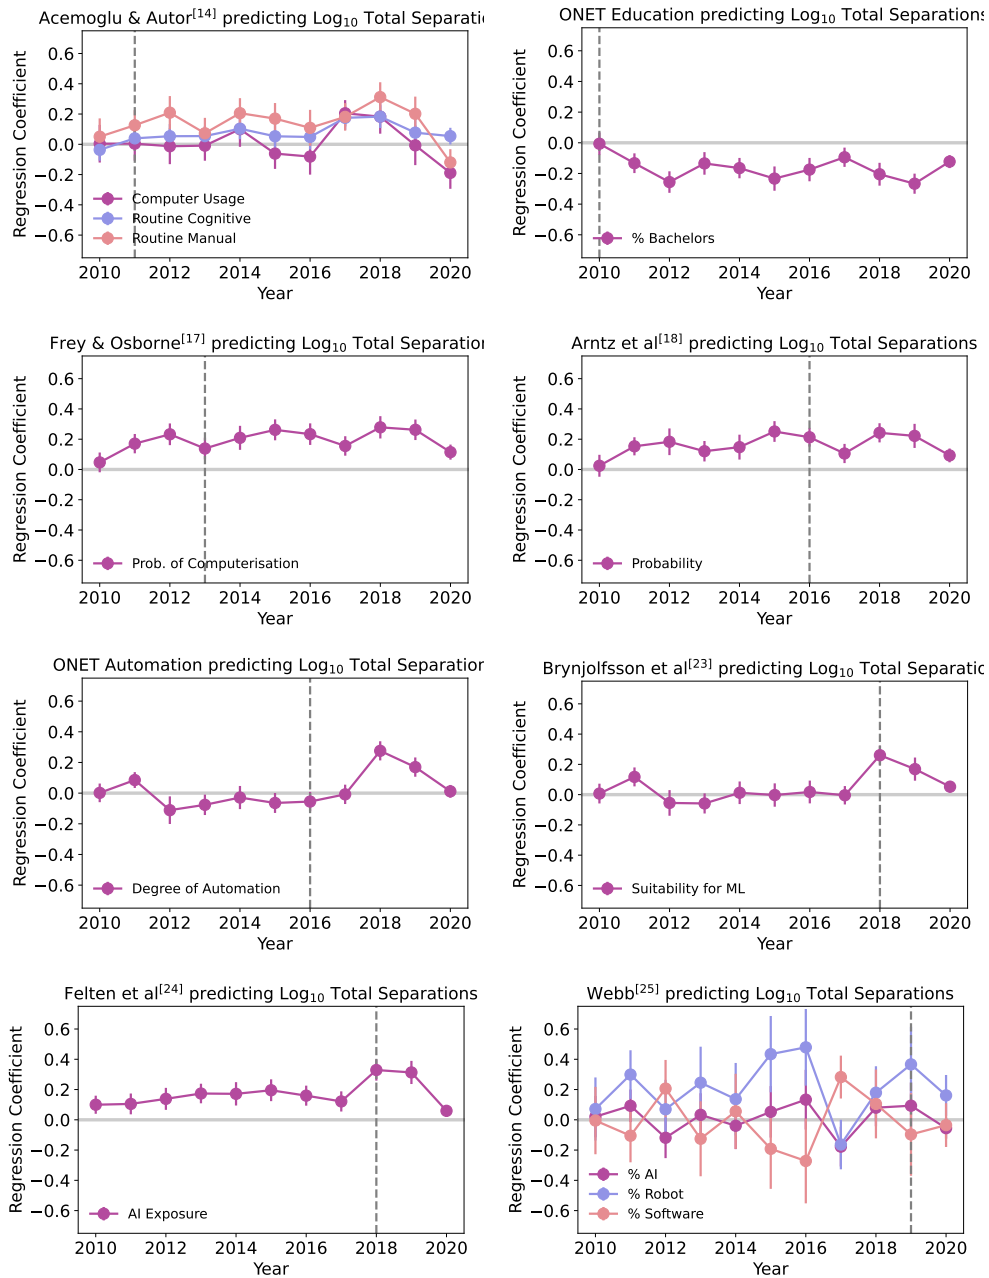 Acemoglu & Autor[14] predicting Log10 Total Separati
Regression Coefficient
0.6
0.4
0.2
0.0
−0.2
−0.4
−0.6
Computer Usage
Routine Cognitive
Routine Manual
2010 2012 2014 2016 2018 2020
Year
ONET Education predicting Log10 Total Separations
Regression Coefficient
0.6
0.4
0.2
0.0
−0.2
−0.4
−0.6
% Bachelors
2010 2012 2014 2016 2018 2020
Year
Frey & Osborne[17] predicting Log10 Total Separation
Regression Coefficient
0.6
0.4
0.2
0.0
−0.2
−0.4
−0.6
Prob. of Computerisation
2010 2012 2014 2016 2018 2020
Year
Arntz et al[18] predicting Log10 Total Separations
Regression Coefficient
0.6
0.4
0.2
0.0
−0.2
−0.4
−0.6
Probability
2010 2012 2014 2016 2018 2020
Year
ONET Automation predicting Log10 Total Separation
Regression Coefficient
0.6
0.4
0.2
0.0
−0.2
−0.4
−0.6
Degree of Automation
2010 2012 2014 2016 2018 2020
Year
Brynjolfsson et al[23] predicting Log10 Total Separatio
Regression Coefficient
0.6
0.4
0.2
0.0
−0.2
−0.4
−0.6
Suitability for ML
2010 2012 2014 2016 2018 2020
Year
Felten et al[24] predicting Log10 Total Separations
Regression Coefficient
0.6
0.4
0.2
0.0
−0.2
−0.4
−0.6
AI Exposure
2010 2012 2014 2016 2018 2020
Year
Webb[25] predicting Log10 Total Separations
Regression Coefficient
0.6
0.4
0.2
0.0
−0.2
−0.4
−0.6
% AI
% Robot
% Software
2010 2012 2014 2016 2018 2020
Year